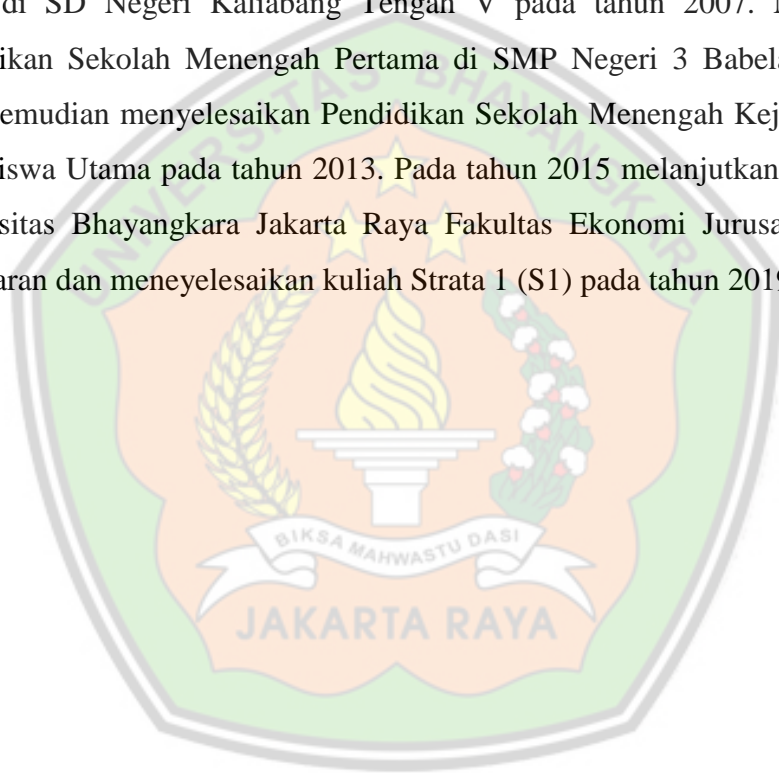 di SD Negeri Kaliabang Tengah V pada tahun 2007.
ikan Sekolah Menengah Pertama di SMP Negeri 3 Babela
emudian menyelesaikan Pendidikan Sekolah Menengah Kej
iswa Utama pada tahun 2013. Pada tahun 2015 melanjutkan
sitas Bhayangkara Jakarta Raya Fakultas Ekonomi Jurusa
aran dan meneyelesaikan kuliah Strata 1 (S1) pada tahun 2019
UNIVERSITAS BHAYANGKARA
BIKSA MAHWASTU DASI
JAKARTA RAYA